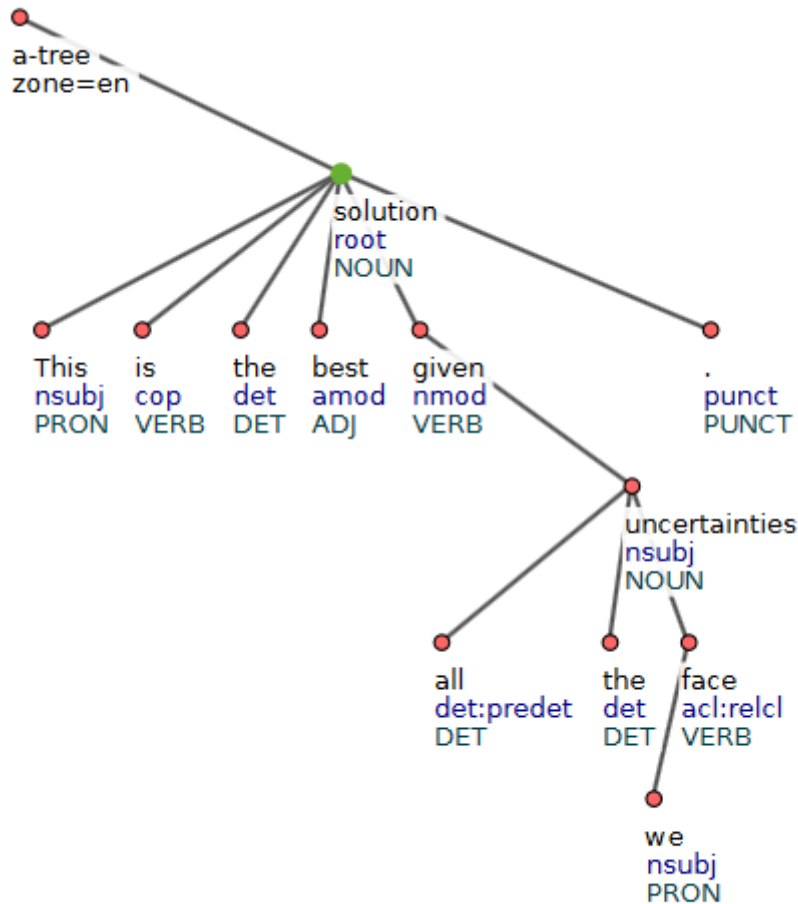 a-tree
zone=en
solution
root
NOUN
This is the best given .
nsubj cop det amod nmod punct
PRON VERB DET ADJ VERB PUNCT
uncertainties
nsubj
NOUN
all the face
det:predet det acl:relcl
DET DET VERB
we
nsubj
PRON